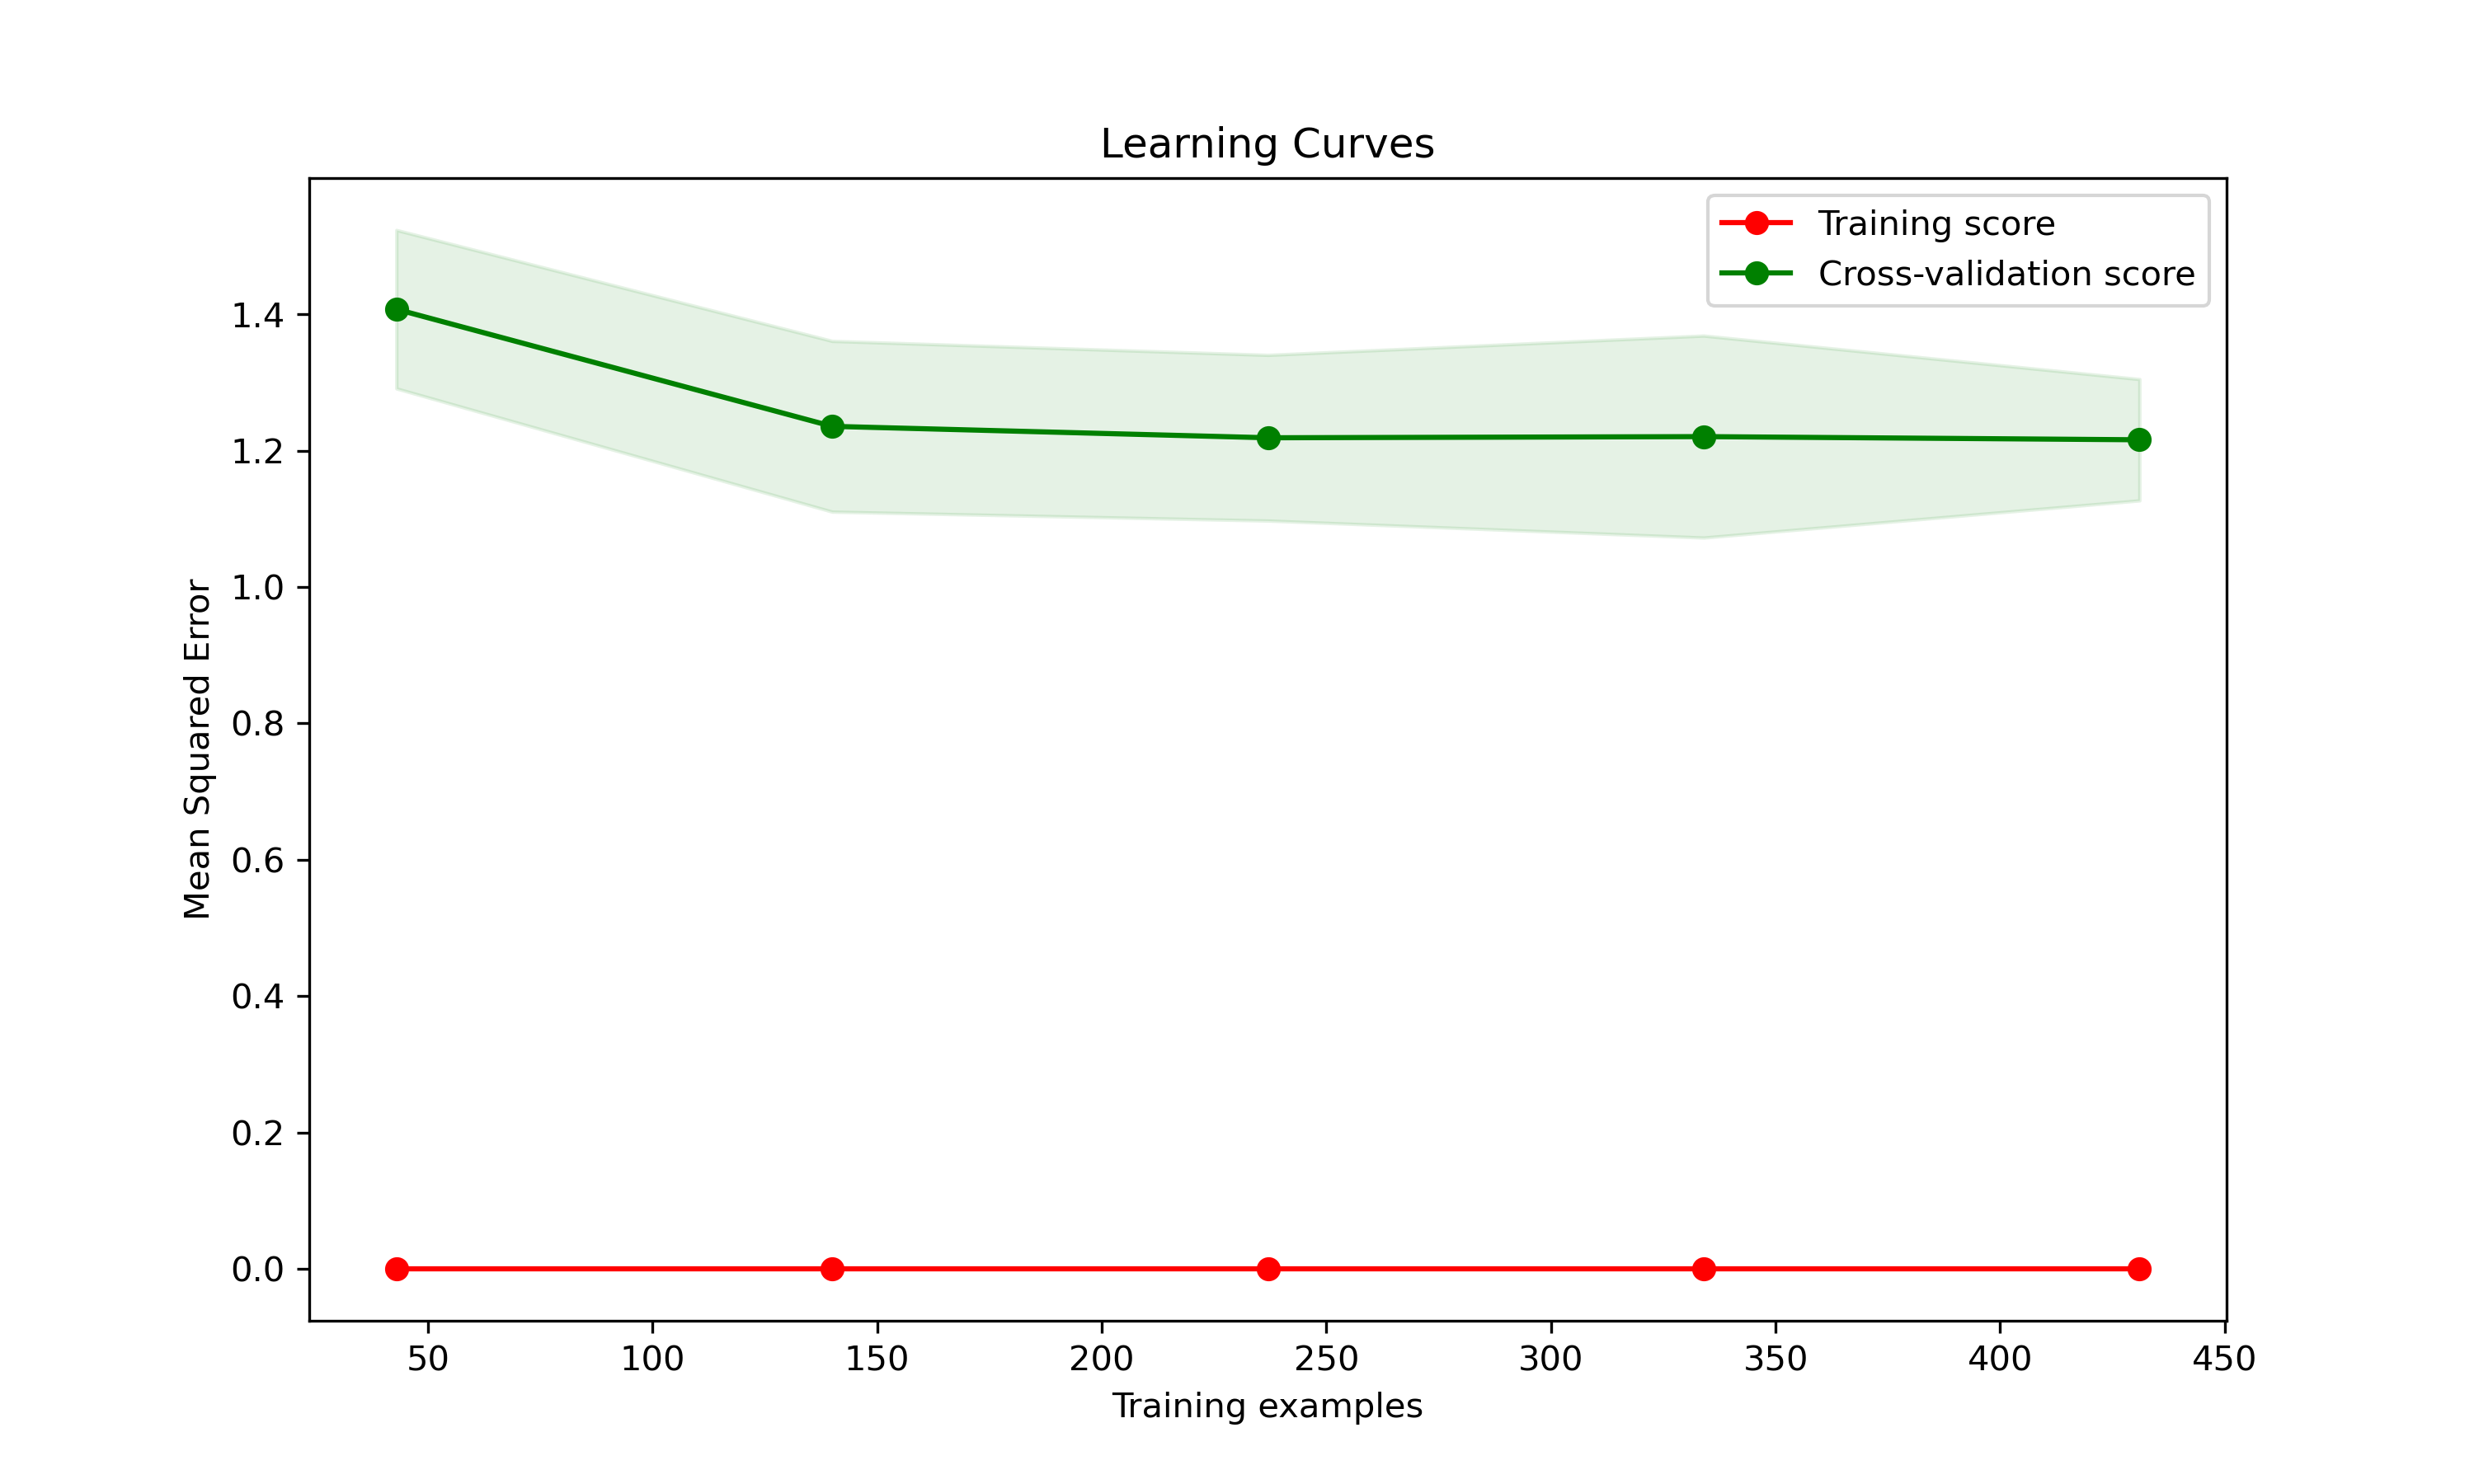 Learning Curves
Training score
Cross-validation score
Mean Squared Error
1.4
1.2
1.0
0.8
0.6
0.4
0.2
0.0
50 100 150 200 250 300 350 400 450
Training examples